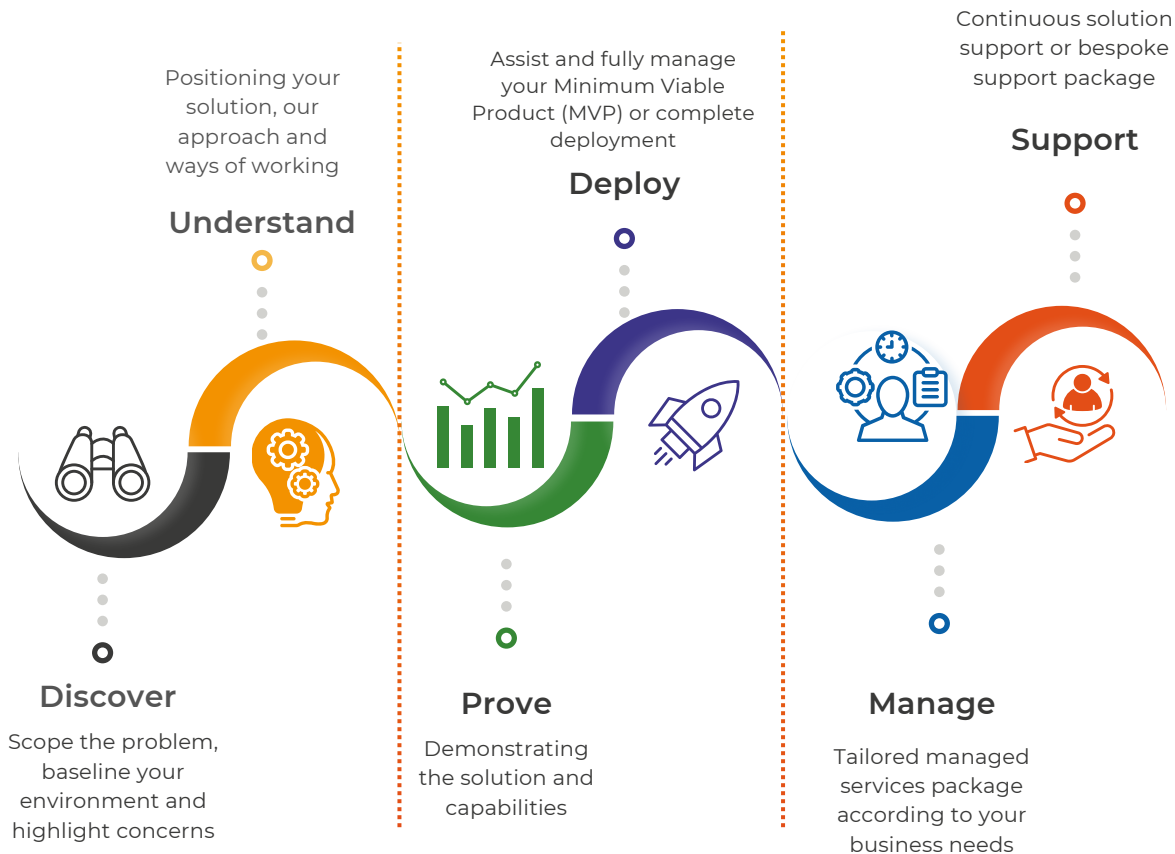 Positioning your
solution, our
approach and
ways of working
Understand
Discover
Scope the problem,
baseline your
environment and
highlight concerns
Assist and fully manage
your Minimum Viable
Product (MVP) or complete
deployment
Deploy
Prove
Demonstrating
the solution and
capabilities
Continuous solution
support or bespoke
support package
Support
Manage
Tailored managed
services package
according to your
business needs